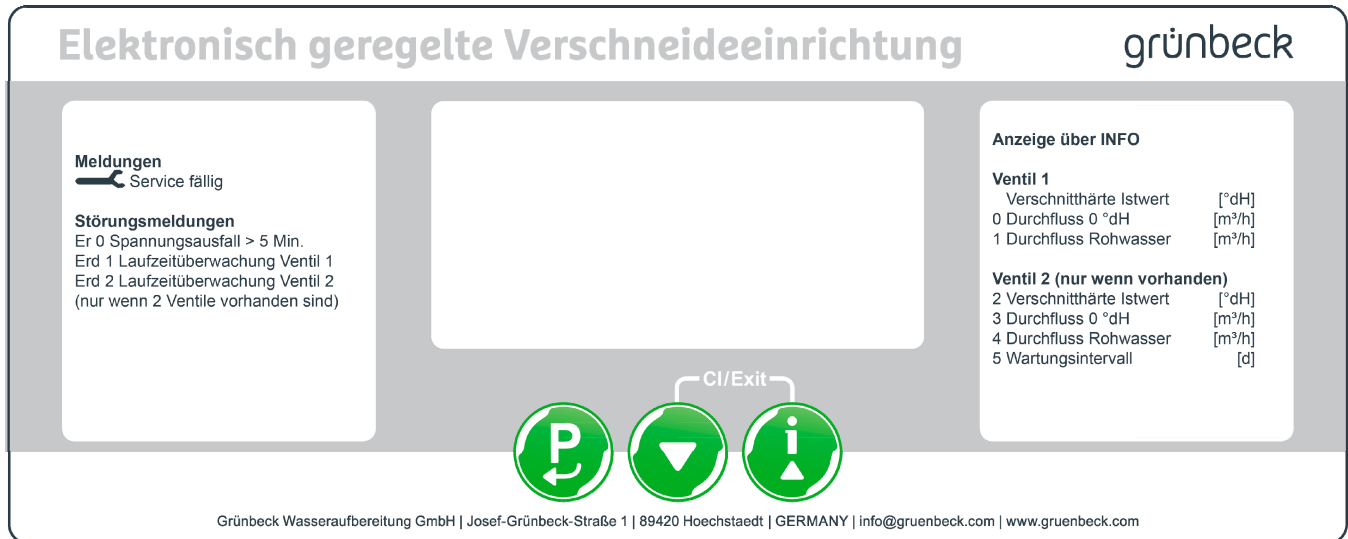 Elektronisch geregelte Verschneideeinrichtung
grünbeck
Meldungen
Service fällig
Störungsmeldungen
Er 0 Spannungsausfall > 5 Min.
Erd 1 Laufzeitüberwachung Ventil 1
Erd 2 Laufzeitüberwachung Ventil 2
(nur wenn 2 Ventile vorhanden sind)
Anzeige über INFO
Ventil 1
Verschnitthärte Istwert [°dH]
0 Durchfluss 0 °dH [m³/h]
1 Durchfluss Rohwasser [m³/h]
Ventil 2 (nur wenn vorhanden)
2 Verschnitthärte Istwert [°dH]
3 Durchfluss 0 °dH [m³/h]
4 Durchfluss Rohwasser [m³/h]
5 Wartungsintervall [d]
Cl/Exit
P
i
Grünbeck Wasseraufbereitung GmbH | Josef-Grünbeck-Straße 1 | 89420 Hoechstaedt | GERMANY | info@gruenbeck.com | www.gruenbeck.com